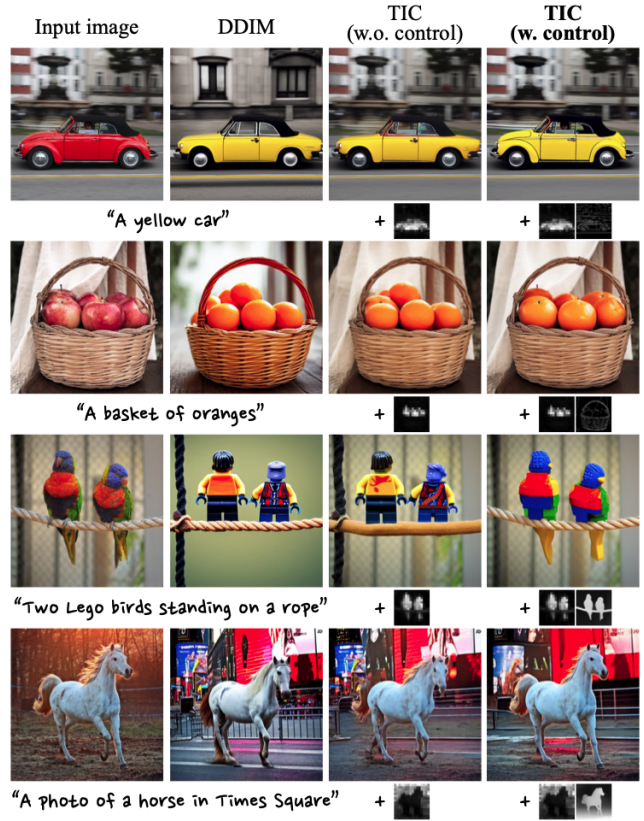 Input image DDIM TIC (w.o. control) TIC (w. control)
"A yellow car" + +
"A basket of oranges" + +
"Two Lego birds standing on a rope" + +
"A photo of a horse in Times Square" + +